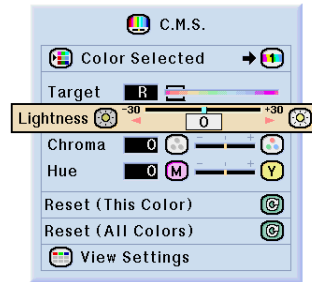 C.M.S.
Color Selected 1
Target R
Lightness -30 0 +30
Chroma 0 - +
Hue 0 M - + Y
Reset (This Color)
Reset (All Colors)
View Settings